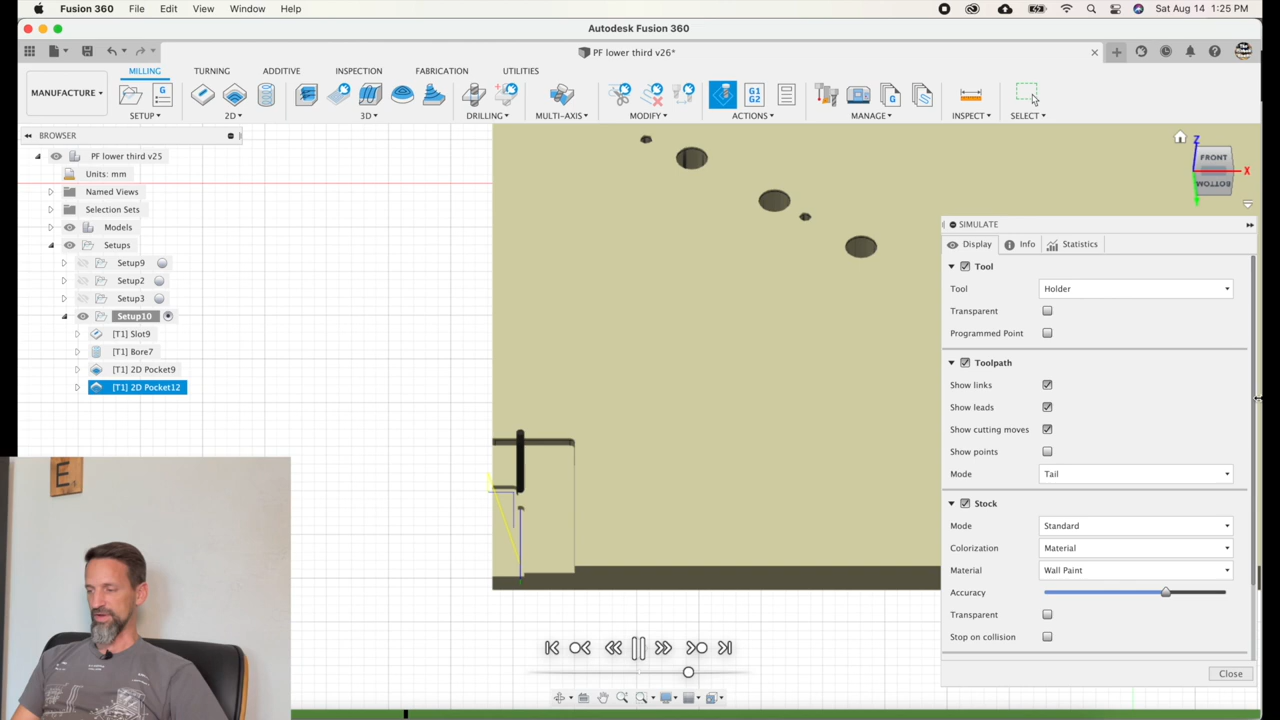 Fusion 360 File Edit View Window Help Sat Aug 14 1:25 PM
Autodesk Fusion 360
PF lower third v26*
MILLING TURNING ADDITIVE INSPECTION FABRICATION UTILITIES
MANUFACTURE
G G1 G2 G
SETUP 2D 3D DRILLING MULTI-AXIS MODIFY ACTIONS MANAGE INSPECT SELECT
BROWSER
PF lower third v25
Units: mm
Named Views
Selection Sets
Models
Setups
Setup9
Setup2
Setup3
Setup10
[T1] Slot9
[T1] Bore7
[T1] 2D Pocket9
[T1] 2D Pocket12
Z
FRONT
X
BOTTOM
SIMULATE
Display Info Statistics
Tool
Tool Holder
Transparent
Programmed Point
Toolpath
Show links
Show leads
Show cutting moves
Show points
Mode Tail
Stock
Mode Standard
Colorization Material
Material Wall Paint
Accuracy
Transparent
Stop on collision
Close
E